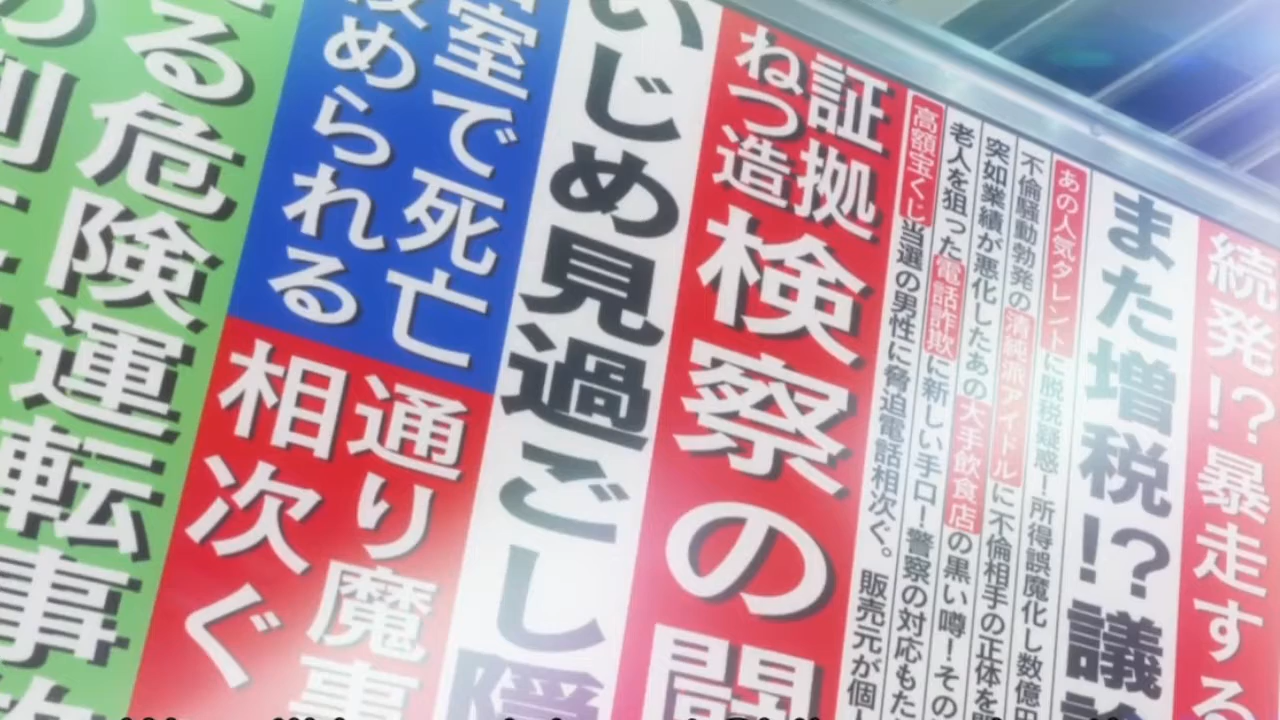 続発!?暴走する
また増税!?議論
あの人気タレントに脱税疑惑!所得誤魔化し数億円
不倫騒動勃発の清純派アイドルに不倫相手の正体を
突如業績が悪化したあの大手飲食店の黒い噂!その
老人を狙った電話詐欺に新しい手口!警察の対応もた
高額宝くじ当選の男性に脅迫電話相次ぐ。販売元が個
証拠
ねつ造
検察の闇
いじめ見過ごし隠
室で死亡
められる
通り魔事
相次ぐ
る危険運転事